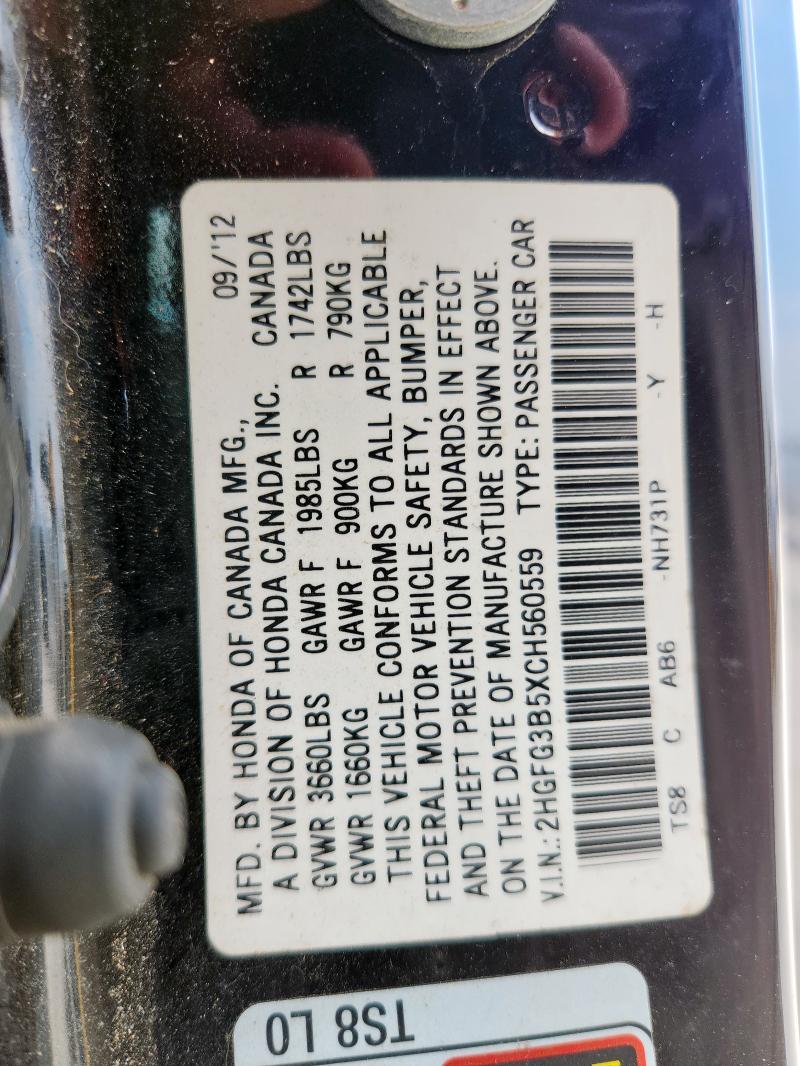 09/'12
MFD. BY HONDA OF CANADA MFG.,
A DIVISION OF HONDA CANADA INC. CANADA
GVWR 3660LBS GAWR F 1985LBS R 1742LBS
GVWR 1660KG GAWR F 900KG R 790KG
THIS VEHICLE CONFORMS TO ALL APPLICABLE
FEDERAL MOTOR VEHICLE SAFETY, BUMPER,
AND THEFT PREVENTION STANDARDS IN EFFECT
ON THE DATE OF MANUFACTURE SHOWN ABOVE.
V.I.N.: 2HGFG3B5XCH560559 TYPE: PASSENGER CAR
TS8 C AB6 -NH731P -Y -H
TS8 L0